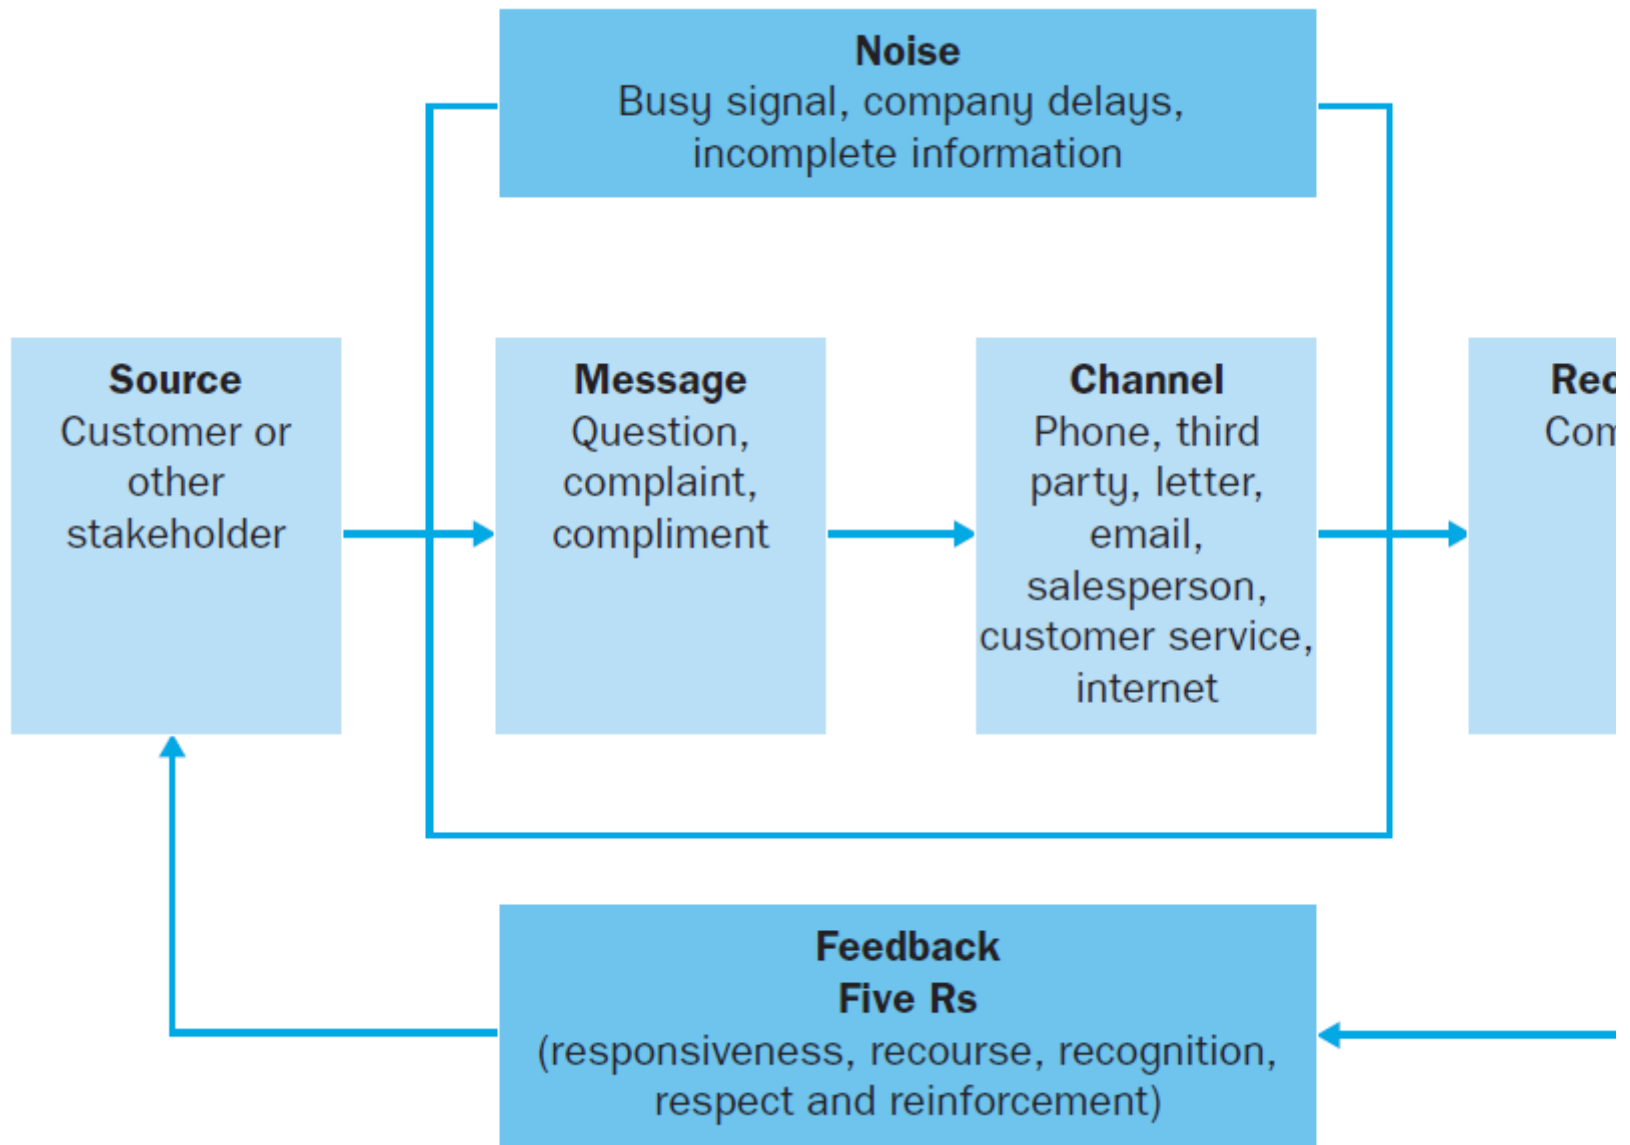 Noise
Busy signal, company delays,
incomplete information
Source
Customer or
other
stakeholder
Message
Question,
complaint,
compliment
Channel
Phone, third
party, letter,
email,
salesperson,
customer service,
internet
Feedback
Five Rs
(responsiveness, recourse, recognition,
respect and reinforcement)